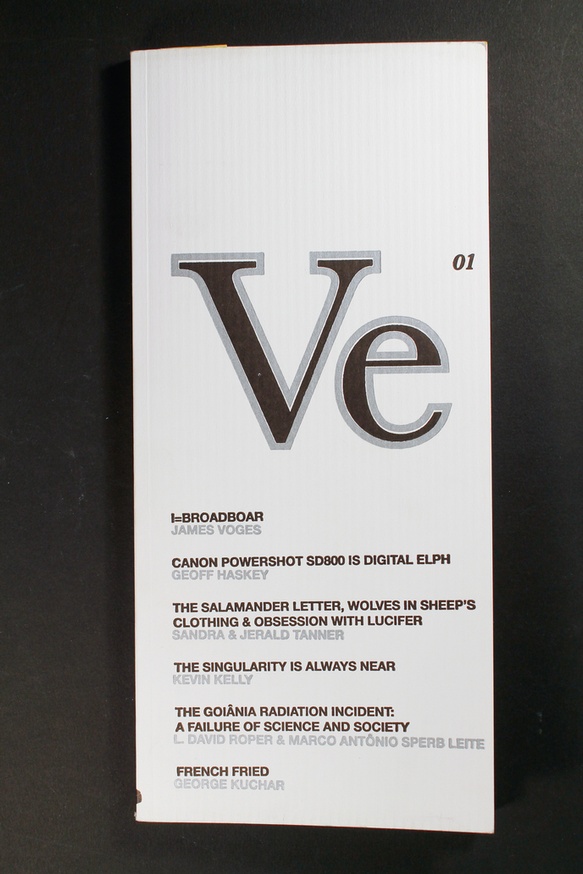 Ve
01
I=BROADBOAR
JAMES VOGES
CANON POWERSHOT SD800 IS DIGITAL ELPH
GEOFF HASKEY
THE SALAMANDER LETTER, WOLVES IN SHEEP'S
CLOTHING & OBSESSION WITH LUCIFER
SANDRA & JERALD TANNER
THE SINGULARITY IS ALWAYS NEAR
KEVIN KELLY
THE GOIÂNIA RADIATION INCIDENT:
A FAILURE OF SCIENCE AND SOCIETY
L. DAVID ROPER & MARCO ANTÔNIO SPERB LEITE
FRENCH FRIED
GEORGE KUCHAR